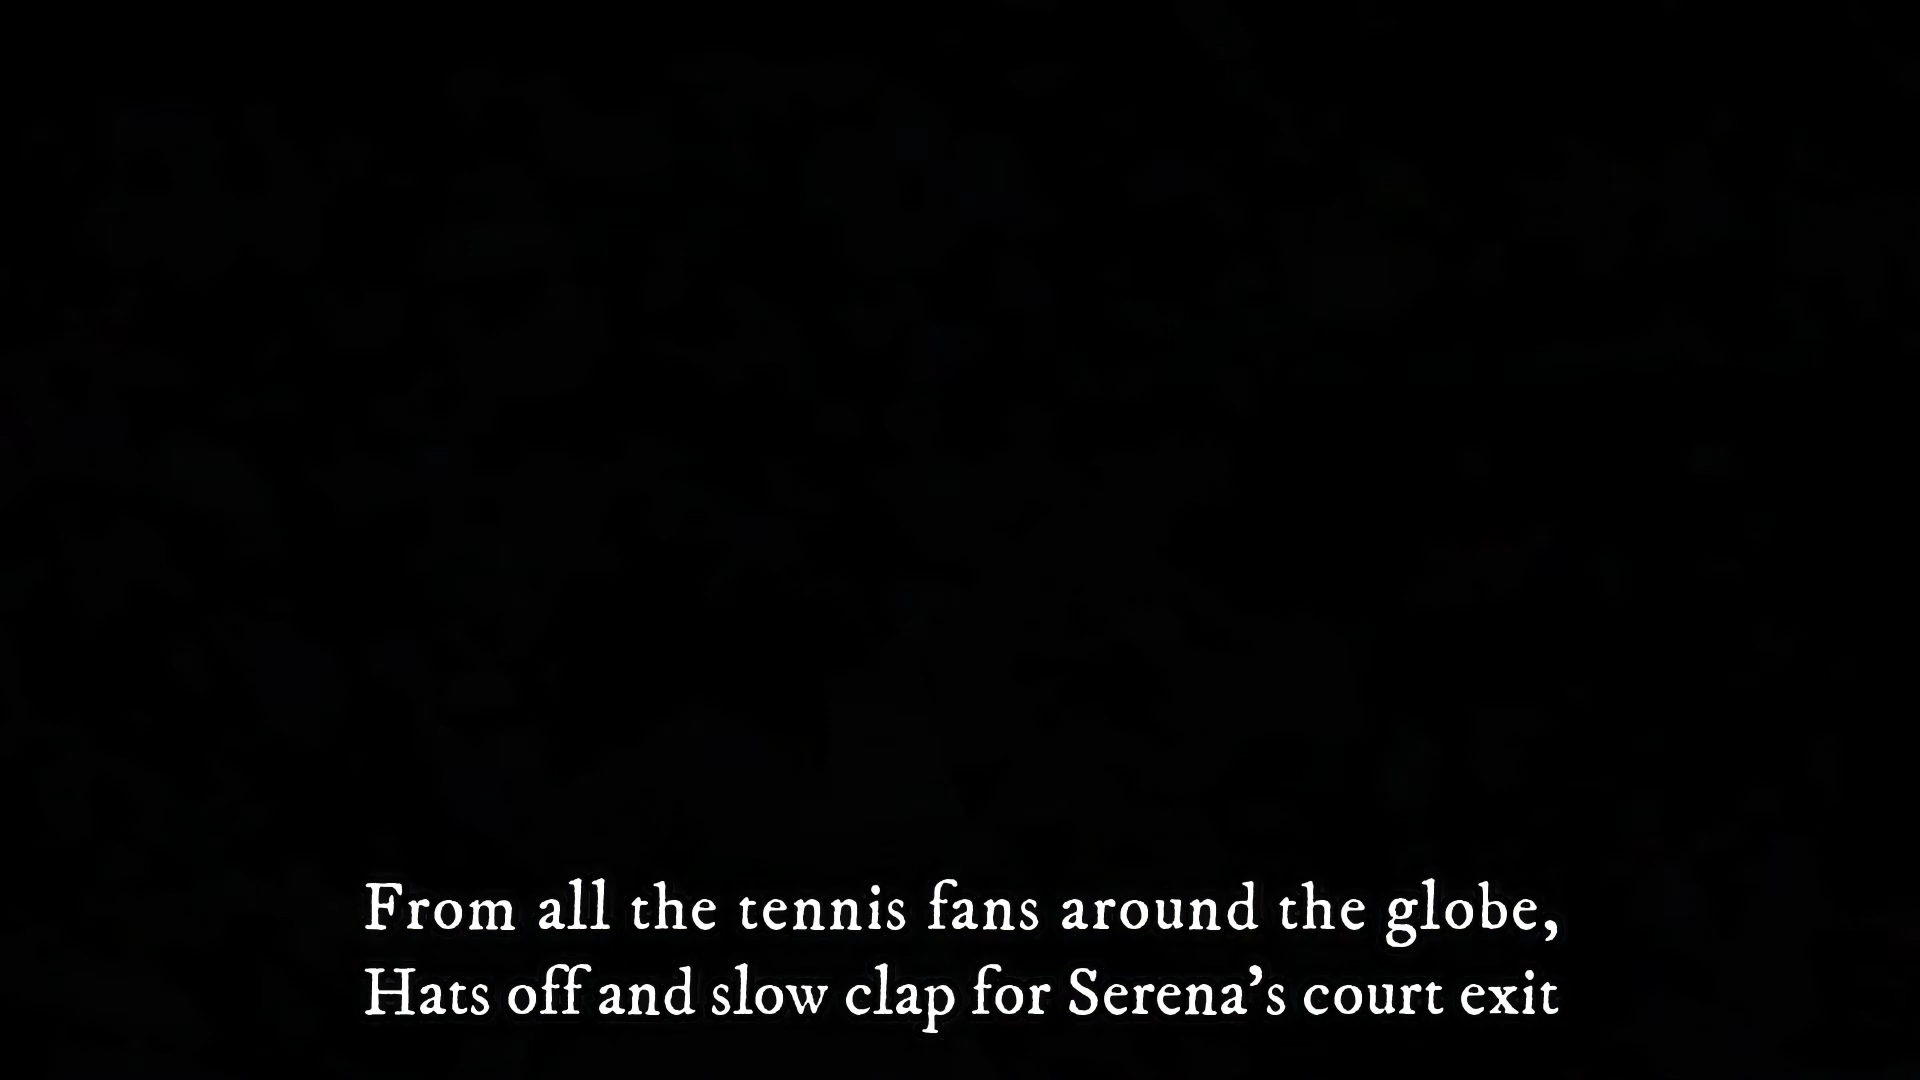 From all the tennis fans around the globe,
Hats off and slow clap for Serena’s court exit